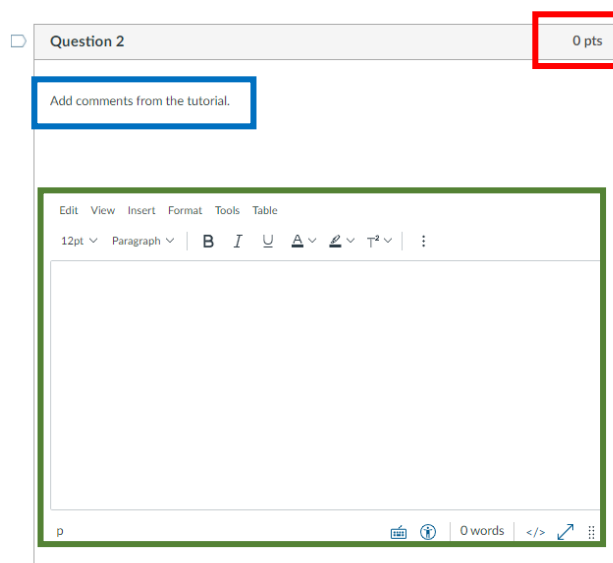 Question 2 0 pts
Add comments from the tutorial.
Edit View Insert Format Tools Table
12pt Paragraph B I U A T²
p 0 words </>